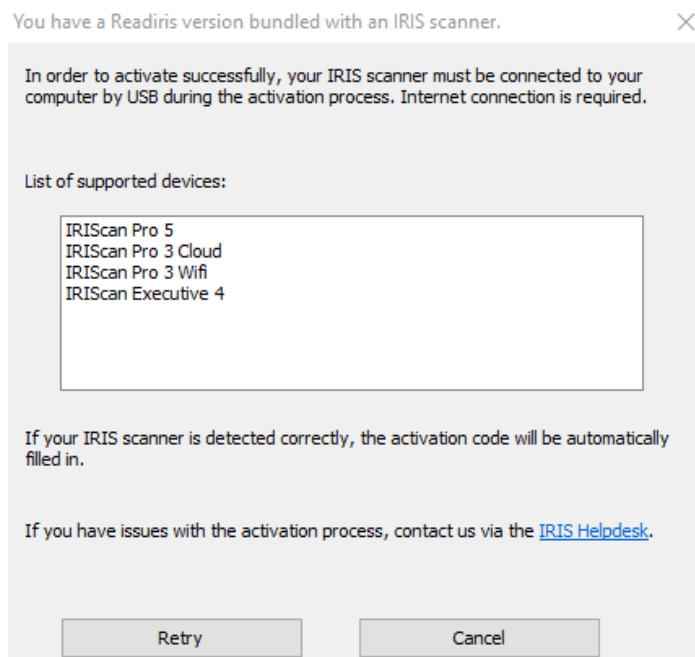 You have a Readiris version bundled with an IRIS scanner.
In order to activate successfully, your IRIS scanner must be connected to your
computer by USB during the activation process. Internet connection is required.
List of supported devices:
IRIScan Pro 5
IRIScan Pro 3 Cloud
IRIScan Pro 3 Wifi
IRIScan Executive 4
If your IRIS scanner is detected correctly, the activation code will be automatically
filled in.
If you have issues with the activation process, contact us via the IRIS Helpdesk.
Retry
Cancel